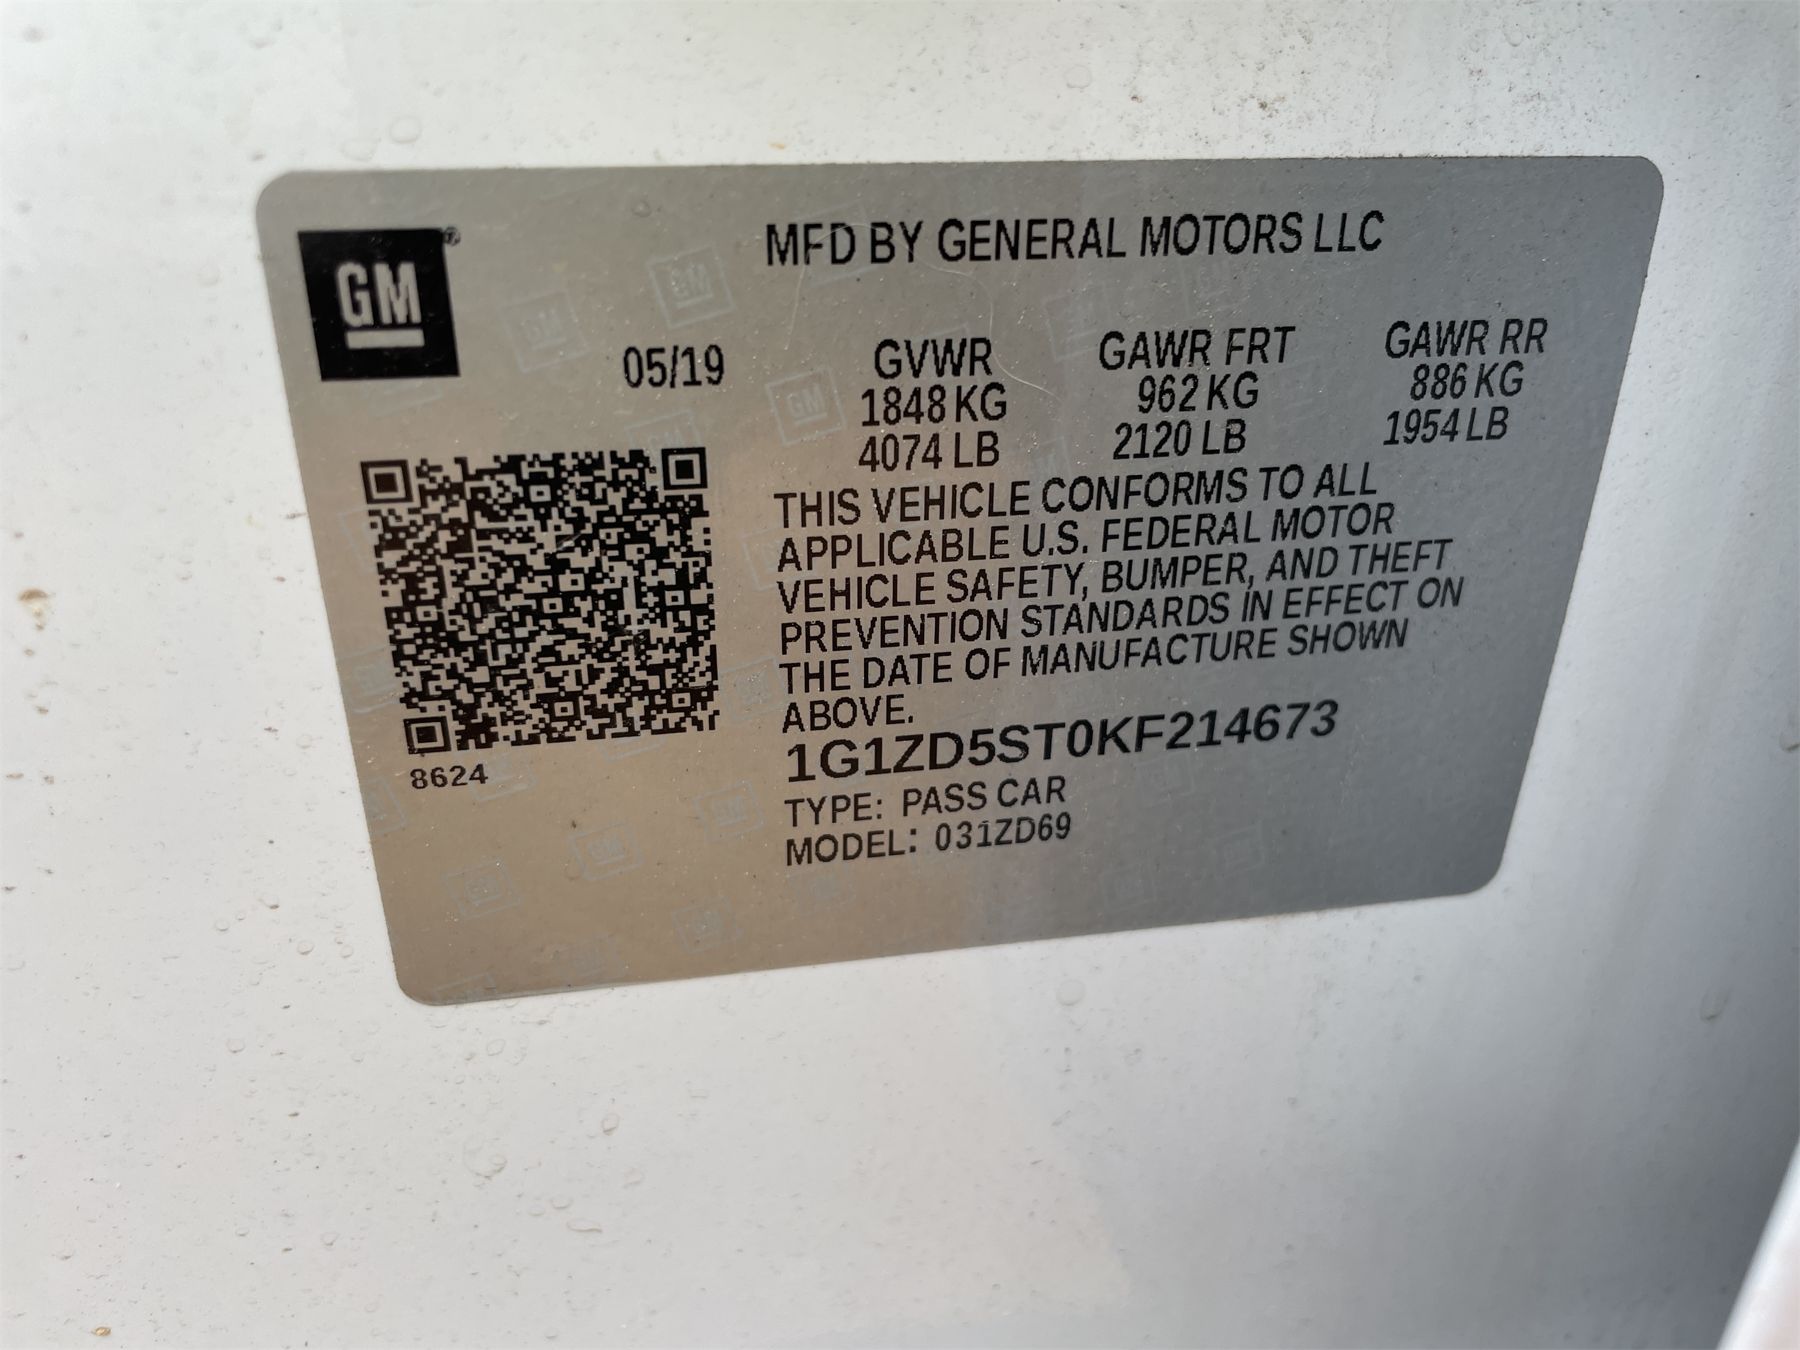 GM
MFD BY GENERAL MOTORS LLC
05/19
GVWR
1848 KG
4074 LB
GAWR FRT
962 KG
2120 LB
GAWR RR
886 KG
1954 LB
THIS VEHICLE CONFORMS TO ALL
APPLICABLE U.S. FEDERAL MOTOR
VEHICLE SAFETY, BUMPER, AND THEFT
PREVENTION STANDARDS IN EFFECT ON
THE DATE OF MANUFACTURE SHOWN
ABOVE.
1G1ZD5ST0KF214673
TYPE: PASS CAR
MODEL: 031ZD69
8624